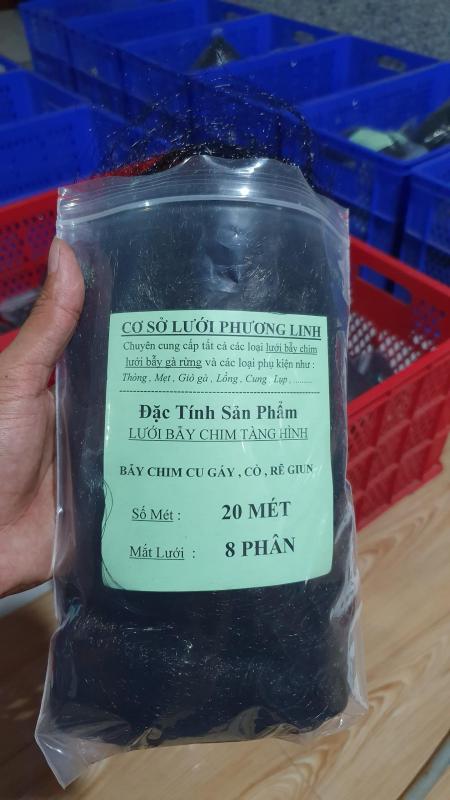 CƠ SỞ LƯỚI PHƯƠNG LINH
Chuyên cung cấp tất cả các loại lưới bẫy chim
lưới bẫy gà rừng và các loại phụ kiện như :
Thòng , Mẹt , Giò gà , Lồng , Cung , Lụp , .........
Đặc Tính Sản Phẩm
LƯỚI BẪY CHIM TÀNG HÌNH
BẪY CHIM CU GÁY , CÒ , RẼ GIUN
Số Mét : 20 MÉT
Mắt Lưới : 8 PHÂN